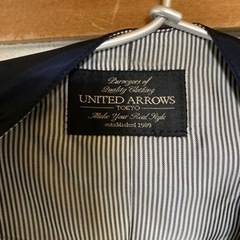 Purveyors of
Quality Clothing
UNITED ARROWS
TOKYO
Make Your Real Style
established 1989